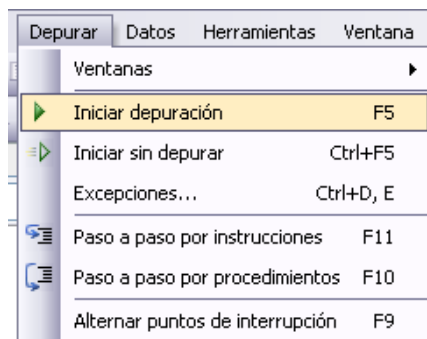 Depurar Datos Herramientas Ventana
Ventanas
Iniciar depuración F5
Iniciar sin depurar Ctrl+F5
Excepciones... Ctrl+D, E
Paso a paso por instrucciones F11
Paso a paso por procedimientos F10
Alternar puntos de interrupción F9